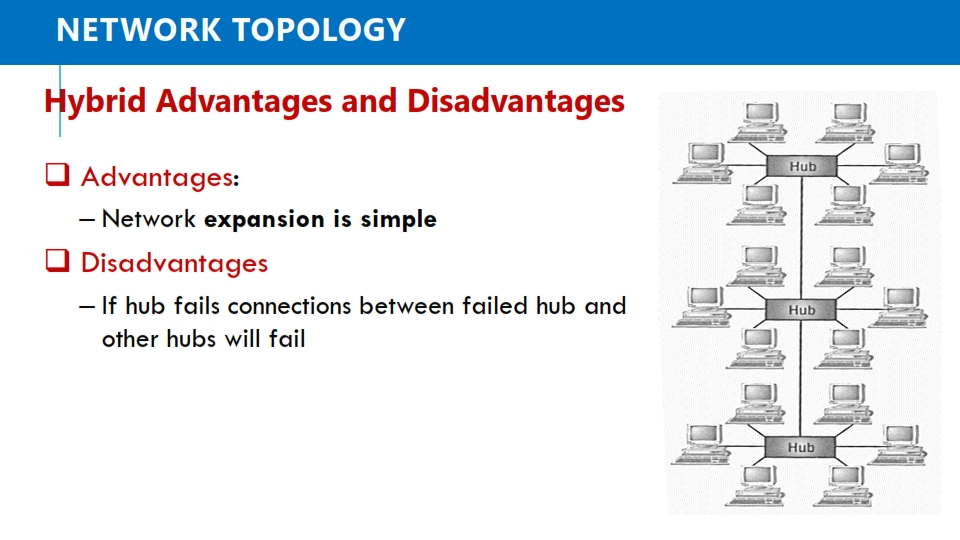 NETWORK TOPOLOGY
Hybrid Advantages and Disadvantages
❑ Advantages:
– Network expansion is simple
❑ Disadvantages
– If hub fails connections between failed hub and
other hubs will fail
Hub
Hub
Hub